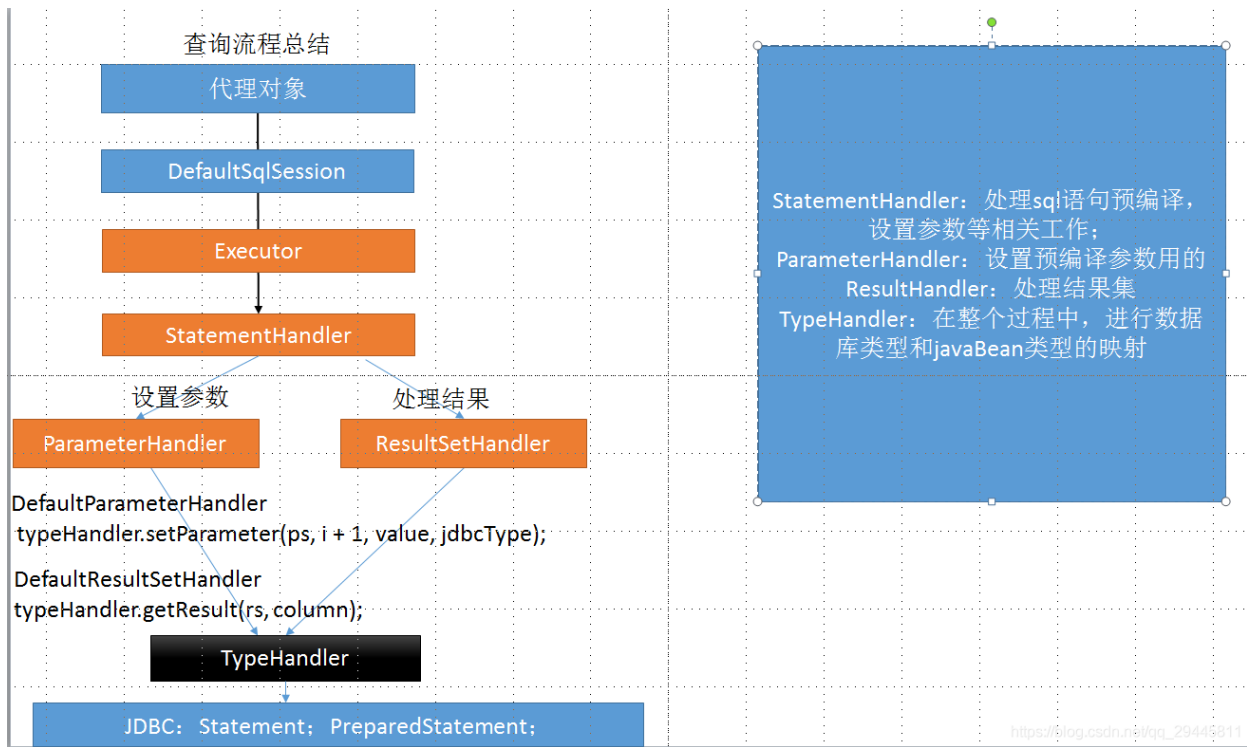 查询流程总结
代理对象
DefaultSqlSession
Executor
StatementHandler
设置参数
处理结果
ParameterHandler
ResultSetHandler
DefaultParameterHandler
typeHandler.setParameter(ps, i + 1, value, jdbcType);
DefaultResultSetHandler
typeHandler.getResult(rs, column);
TypeHandler
JDBC：Statement；PreparedStatement；
StatementHandler：处理sql语句预编译，
设置参数等相关工作；
ParameterHandler：设置预编译参数用的
ResultHandler：处理结果集
TypeHandler：在整个过程中，进行数据
库类型和javaBean类型的映射
https://blog.csdn.net/qq_29445811